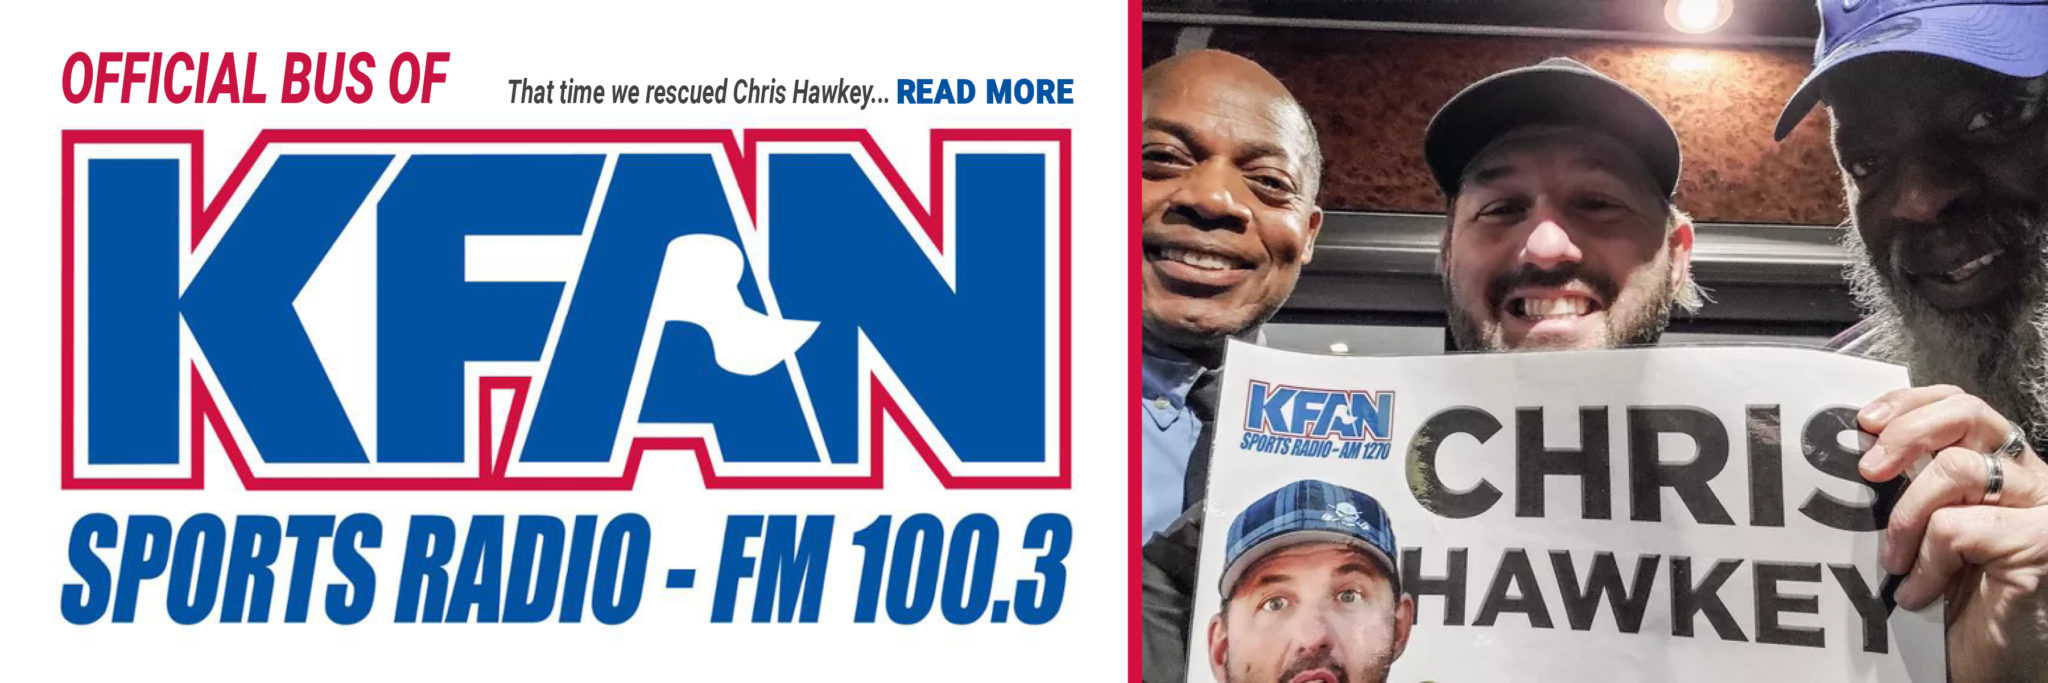 OFFICIAL BUS OF
That time we rescued Chris Hawkey... READ MORE
KFAN
SPORTS RADIO - FM 100.3
KFAN
SPORTS RADIO - AM 1270
CHRIS
HAWKEY